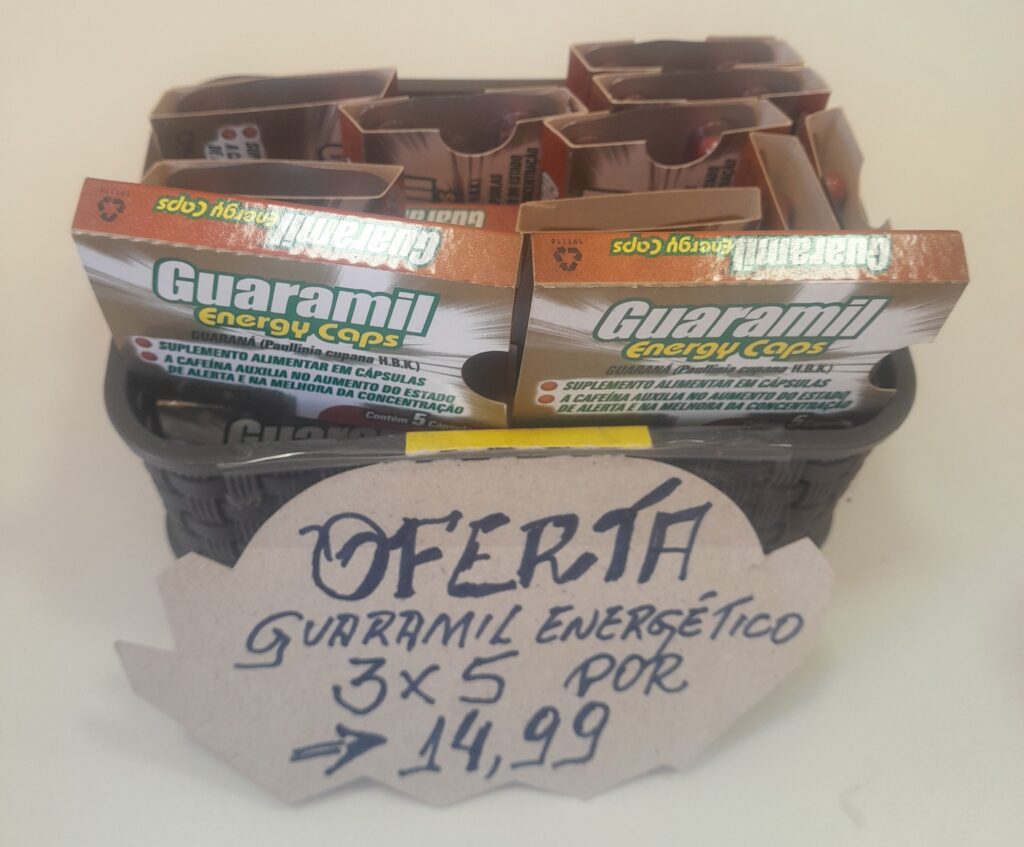 Guaramil Energy Caps
Guaramil
Energy Caps
GUARANÁ (Paullinia cupana H.B.K.)
SUPLEMENTO ALIMENTAR EM CÁPSULAS
A CAFEÍNA AUXILIA NO AUMENTO DO ESTADO
DE ALERTA E NA MELHORA DA CONCENTRAÇÃO
Contém 5
Guaramil Energy Caps
191118
Guaramil
Energy Caps
GUARANÁ (Paullinia cupana H.B.K.)
SUPLEMENTO ALIMENTAR EM CÁPSULAS
A CAFEÍNA AUXILIA NO AUMENTO DO ESTADO
DE ALERTA E NA MELHORA DA CONCENTRAÇÃO
OFERTA
GUARAMIL ENERGÉTICO
3 x 5 POR
→ 14,99